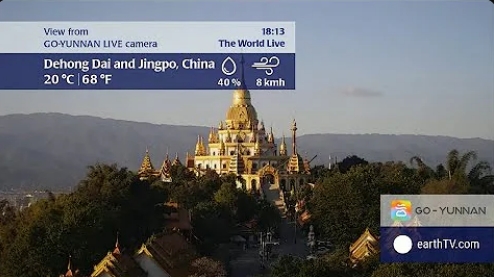 View from
18:13
GO-YUNNAN LIVE camera
The World Live
Dehong Dai and Jingpo, China
20 °C | 68 °F
40 %
8 kmh
GO - YUNNAN
earthTV.com